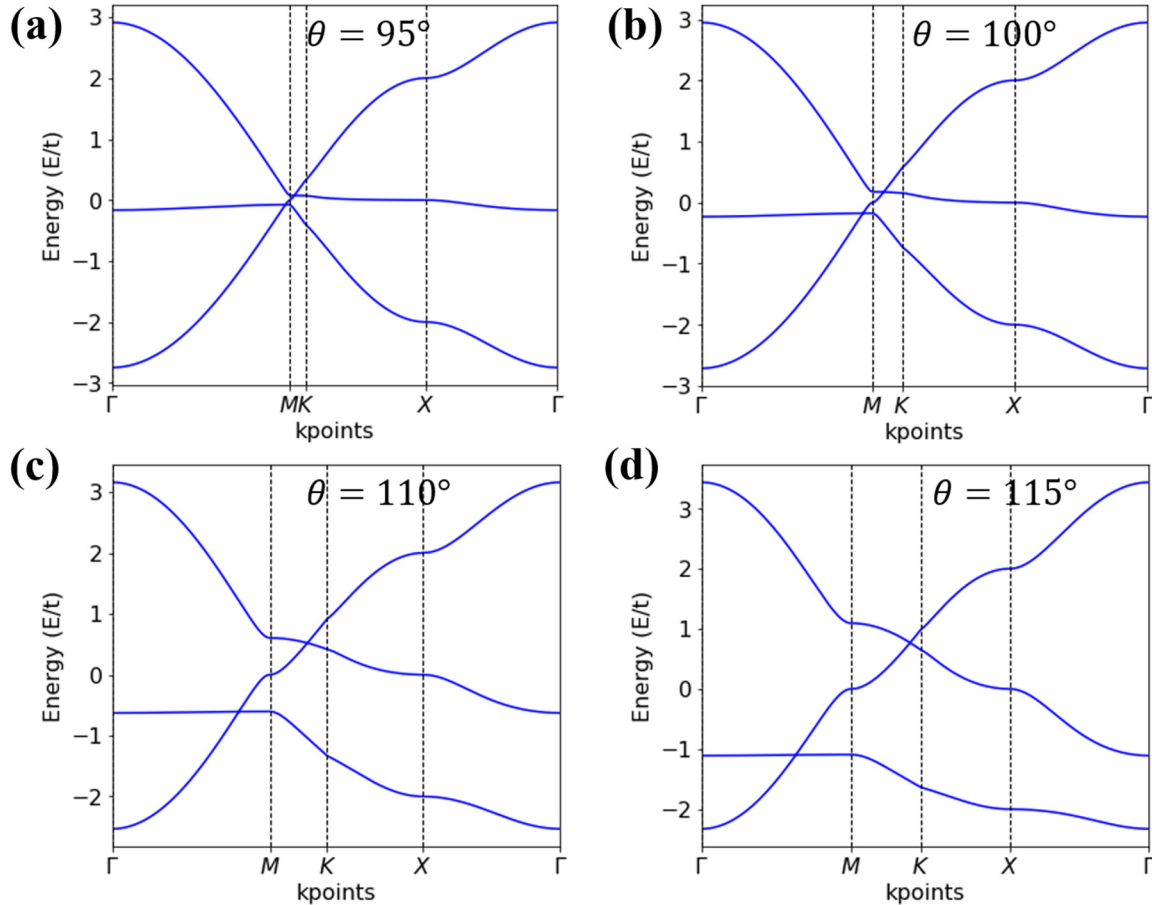 (a)
θ = 95°
Energy (E/t)
3
2
1
0
−1
−2
−3
Γ M K X Γ
kpoints
(b)
θ = 100°
Energy (E/t)
3
2
1
0
−1
−2
−3
Γ M K X Γ
kpoints
(c)
θ = 110°
Energy (E/t)
3
2
1
0
−1
−2
Γ M K X Γ
kpoints
(d)
θ = 115°
Energy (E/t)
3
2
1
0
−1
−2
Γ M K X Γ
kpoints